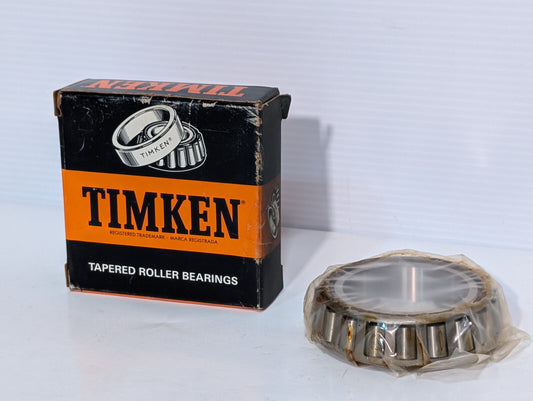 TIMKEN
TIMKEN®
TIMKEN®
REGISTERED TRADEMARK - MARCA REGISTRADA
TAPERED ROLLER BEARINGS